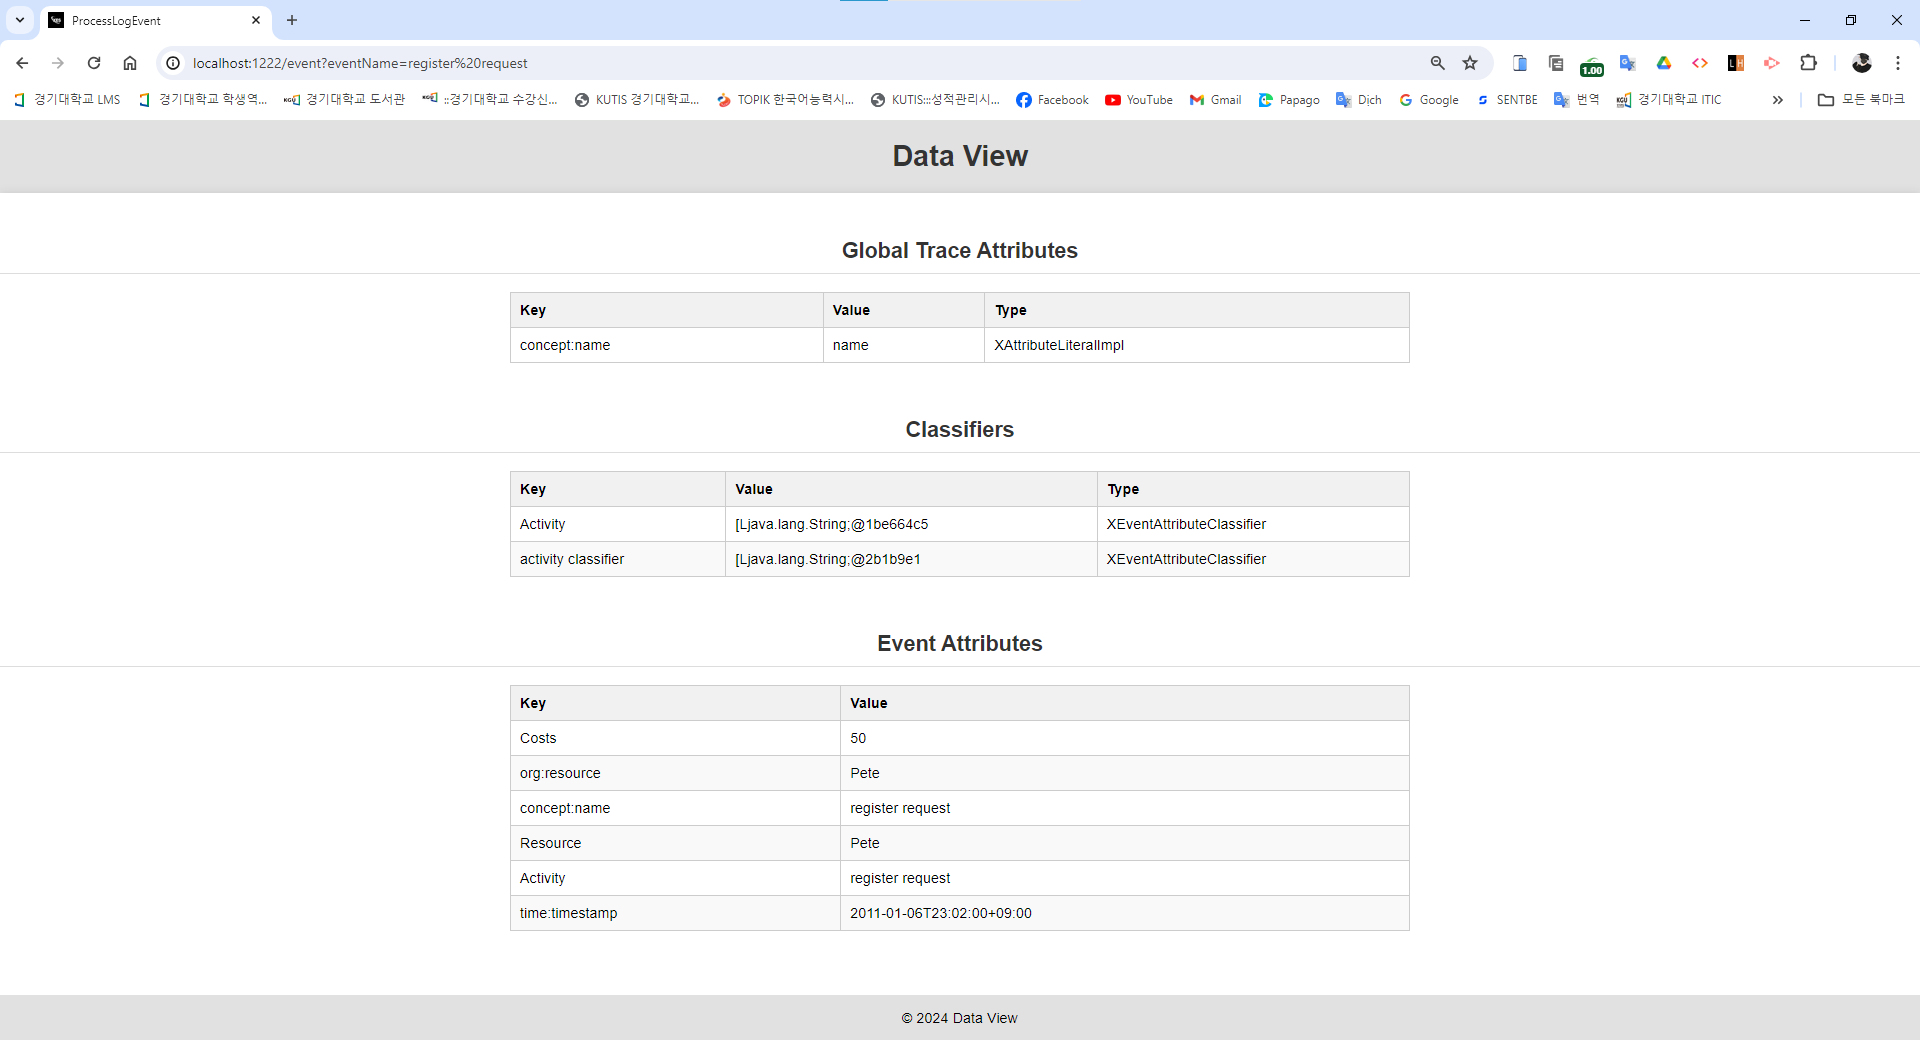 ProcessLogEvent
localhost:1222/event?eventName=register%20request
1.00
LH
경기대학교 LMS 경기대학교 학생역... 경기대학교 도서관 ::경기대학교 수강신... KUTIS 경기대학교... TOPIK 한국어능력시... KUTIS:::성적관리시... Facebook YouTube Gmail Papago Dịch Google SENTBE 번역 경기대학교 ITIC 모든 북마크
Data View
Global Trace Attributes
Key Value Type
concept:name name XAttributeLiteralImpl
Classifiers
Key Value Type
Activity [Ljava.lang.String;@1be664c5 XEventAttributeClassifier
activity classifier [Ljava.lang.String;@2b1b9e1 XEventAttributeClassifier
Event Attributes
Key Value
Costs 50
org:resource Pete
concept:name register request
Resource Pete
Activity register request
time:timestamp 2011-01-06T23:02:00+09:00
© 2024 Data View